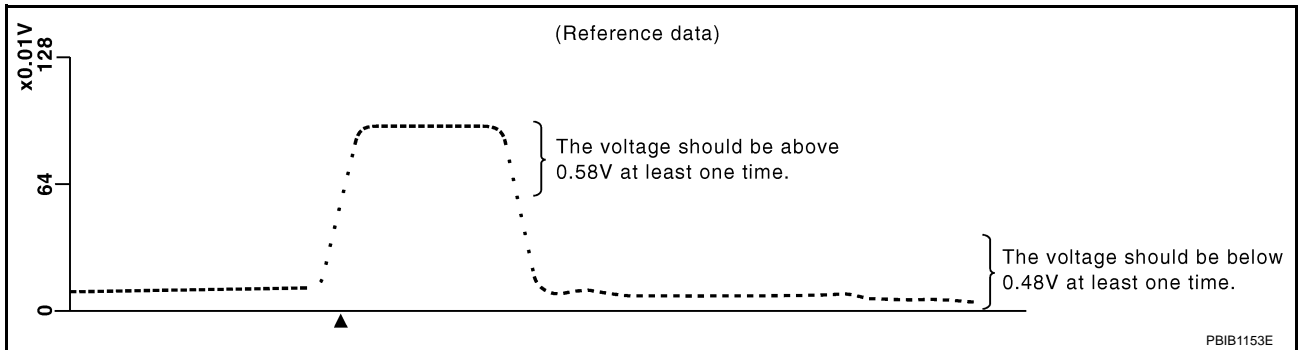 (Reference data)
x0.01V
128
64
0
The voltage should be above
0.58V at least one time.
The voltage should be below
0.48V at least one time.
PBIB1153E